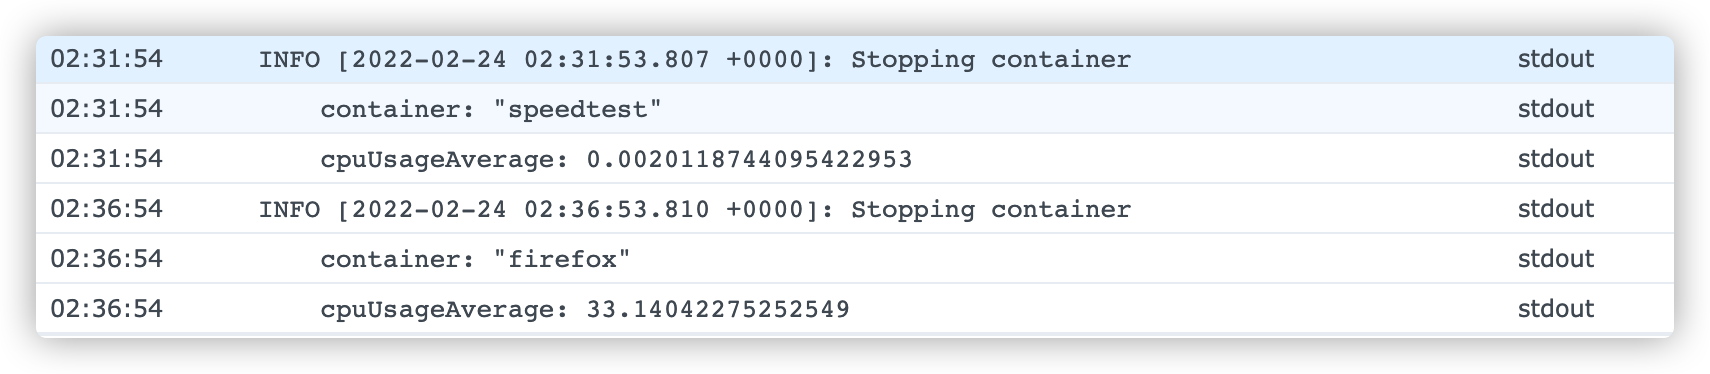 02:31:54 INFO [2022-02-24 02:31:53.807 +0000]: Stopping container stdout
02:31:54 container: "speedtest" stdout
02:31:54 cpuUsageAverage: 0.0020118744095422953 stdout
02:36:54 INFO [2022-02-24 02:36:53.810 +0000]: Stopping container stdout
02:36:54 container: "firefox" stdout
02:36:54 cpuUsageAverage: 33.14042275252549 stdout